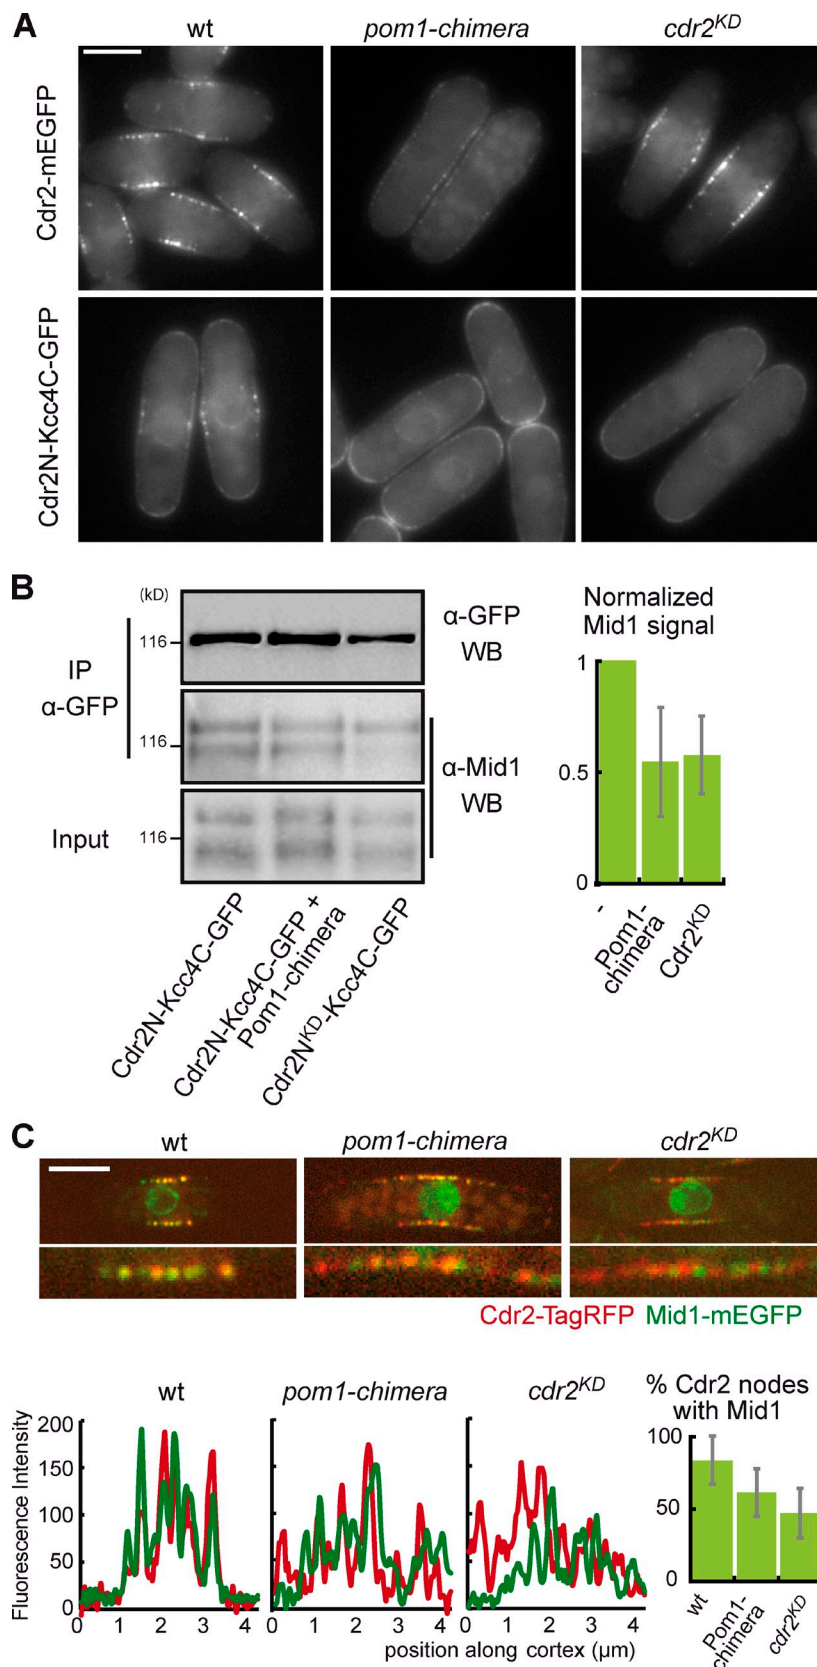 A
wt pom1-chimera cdr2KD
Cdr2-mEGFP
Cdr2N-Kcc4C-GFP
B
(kD)
116
IP
α-GFP
116
Input
116
α-GFP
WB
α-Mid1
WB
Cdr2N-Kcc4C-GFP
Cdr2N-Kcc4C-GFP +
Pom1-chimera
Cdr2NKD-Kcc4C-GFP
Normalized
Mid1 signal
1
0.5
0
-
Pom1-
chimera
Cdr2KD
C
wt pom1-chimera cdr2KD
Cdr2-TagRFP Mid1-mEGFP
wt pom1-chimera cdr2KD
Fluorescence Intensity
200
150
100
50
0
0 1 2 3 4
0 1 2 3 4
0 1 2 3 4
position along cortex (µm)
% Cdr2 nodes
with Mid1
100
50
0
wt
Pom1-
chimera
cdr2KD